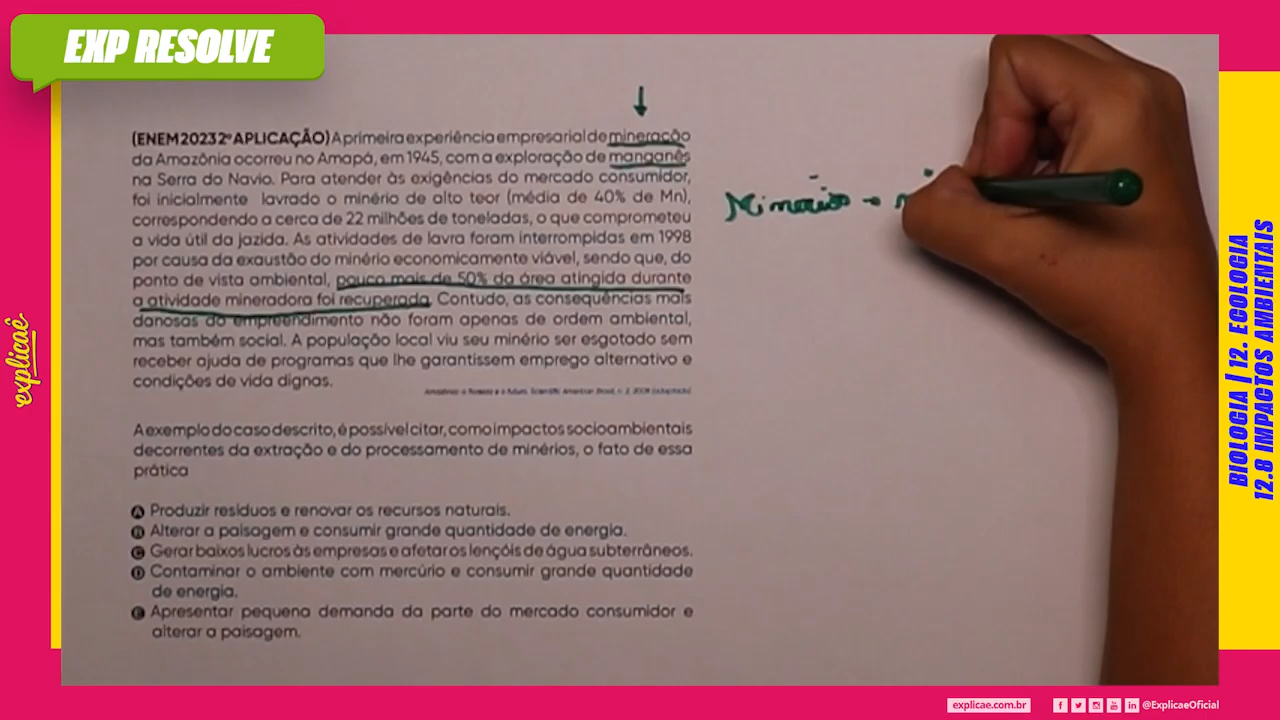 EXP RESOLVE
(ENEM 2023 2ª APLICAÇÃO) A primeira experiência empresarial de mineração
da Amazônia ocorreu no Amapá, em 1945, com a exploração de manganês
na Serra do Navio. Para atender às exigências do mercado consumidor,
foi inicialmente lavrado o minério de alto teor (média de 40% de Mn),
correspondendo a cerca de 22 milhões de toneladas, o que comprometeu
a vida útil da jazida. As atividades de lavra foram interrompidas em 1998
por causa da exaustão do minério economicamente viável, sendo que, do
ponto de vista ambiental, pouco mais de 50% da área atingida durante
a atividade mineradora foi recuperada. Contudo, as consequências mais
danosas do empreendimento não foram apenas de ordem ambiental,
mas também social. A população local viu seu minério ser esgotado sem
receber ajuda de programas que lhe garantissem emprego alternativo e
condições de vida dignas.
Amazônia: a floresta e o futuro. Scientific American Brasil, n. 2, 2008 (adaptado)
A exemplo do caso descrito, é possível citar, como impactos socioambientais
decorrentes da extração e do processamento de minérios, o fato de essa
prática
A Produzir resíduos e renovar os recursos naturais.
B Alterar a paisagem e consumir grande quantidade de energia.
C Gerar baixos lucros às empresas e afetar os lençóis de água subterrâneos.
D Contaminar o ambiente com mercúrio e consumir grande quantidade
de energia.
E Apresentar pequena demanda da parte do mercado consumidor e
alterar a paisagem.
Minérios →
explicaê
BIOLOGIA | 12. ECOLOGIA
12.8 IMPACTOS AMBIENTAIS
explicae.com.br
@ExplicaeOficial